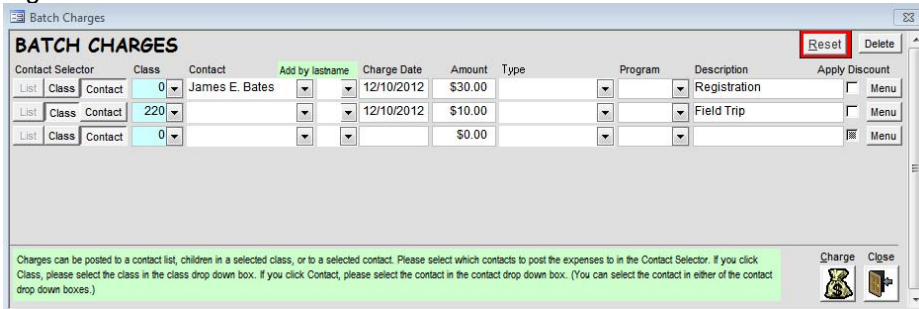 Batch Charges
BATCH CHARGES
Reset Delete
Contact Selector Class Contact Add by lastname Charge Date Amount Type Program Description Apply Discount
List Class Contact 0 James E. Bates 12/10/2012 $30.00 Registration Menu
List Class Contact 220 12/10/2012 $10.00 Field Trip Menu
List Class Contact 0 $0.00 Menu
Charges can be posted to a contact list, children in a selected class, or to a selected contact. Please select which contacts to post the expenses to in the Contact Selector. If you click
Class, please select the class in the class drop down box. If you click Contact, please select the contact in the contact drop down box. (You can select the contact in either of the contact
drop down boxes.)
Charge Close